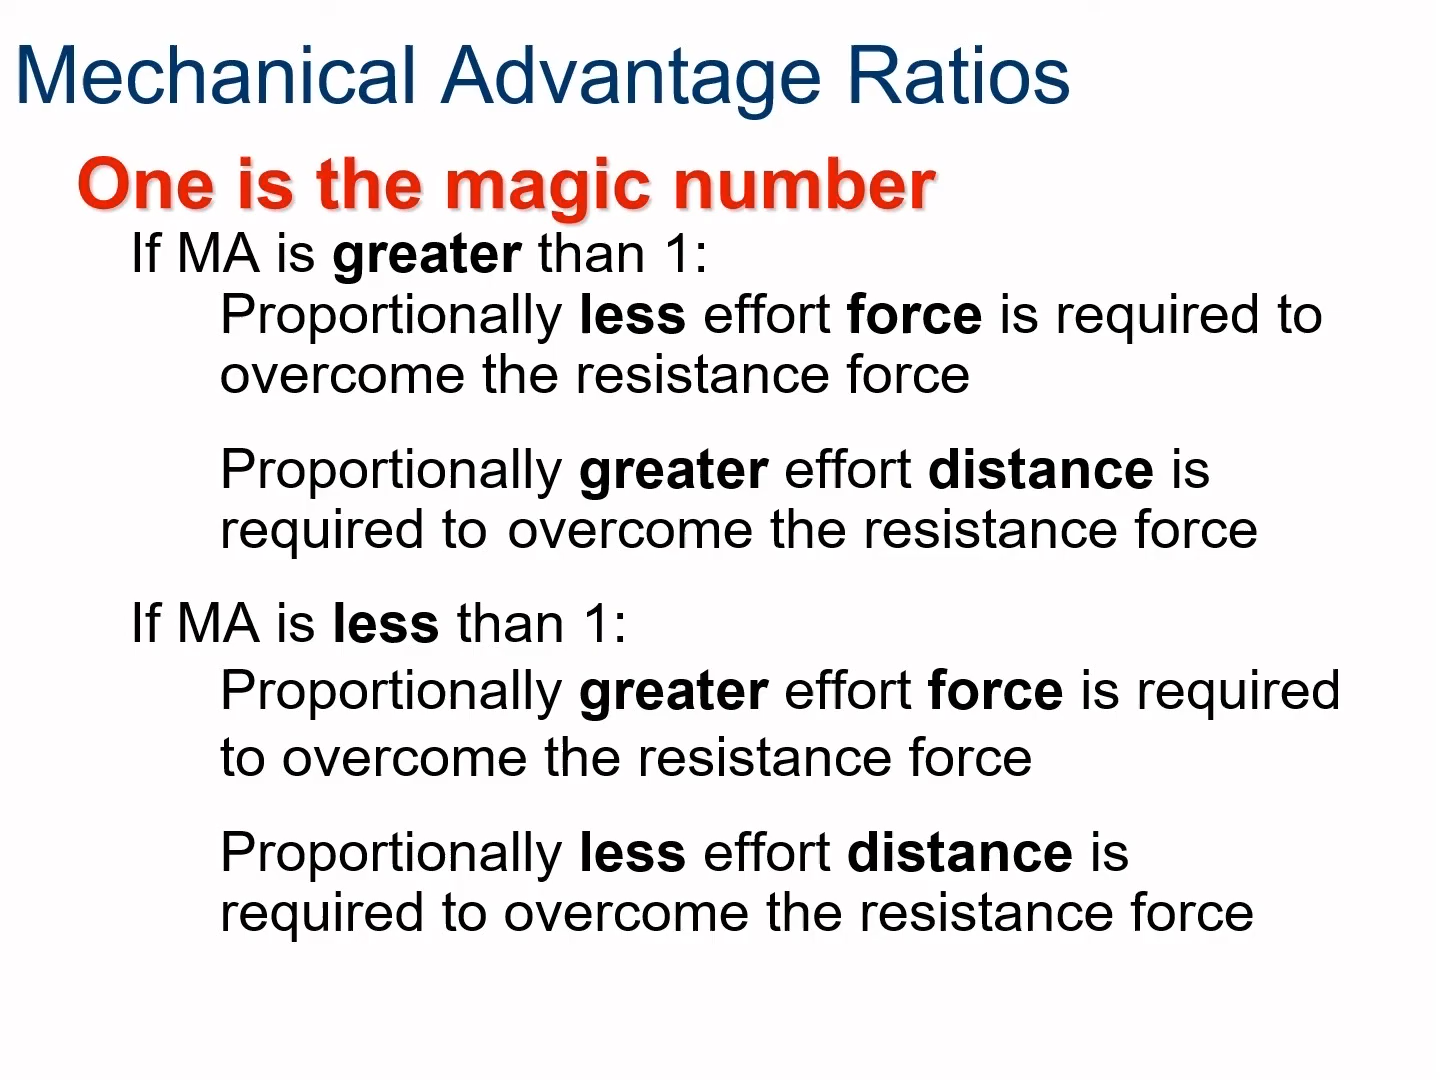 Mechanical Advantage Ratios
One is the magic number
If MA is greater than 1:
Proportionally less effort force is required to
overcome the resistance force
Proportionally greater effort distance is
required to overcome the resistance force
If MA is less than 1:
Proportionally greater effort force is required
to overcome the resistance force
Proportionally less effort distance is
required to overcome the resistance force